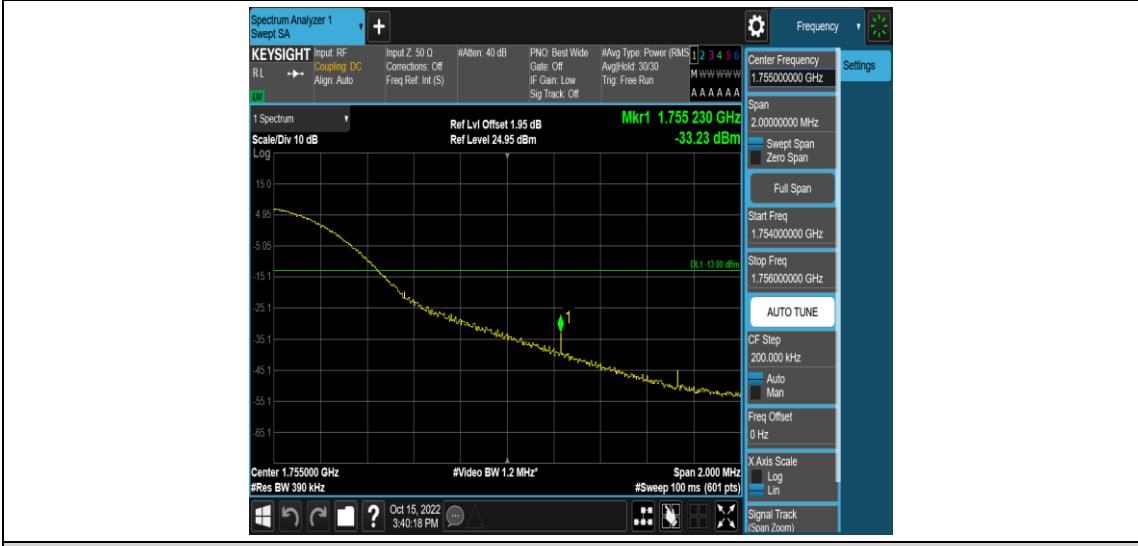 Spectrum Analyzer 1
Swept SA
+
Frequency
KEYSIGHT
RL
LXI
Input: RF
Coupling: DC
Align: Auto
Input Z: 50 Ω
Corrections: Off
Freq Ref: Int (S)
#Atten: 40 dB
PNO: Best Wide
Gate: Off
IF Gain: Low
Sig Track: Off
#Avg Type: Power (RMS
Avg|Hold: 30/30
Trig: Free Run
1 2 3 4 5 6
M W W W W W
A A A A A A
1 Spectrum
Scale/Div 10 dB
Log
Ref Lvl Offset 1.95 dB
Ref Level 24.95 dBm
Mkr1 1.755 230 GHz
-33.23 dBm
15.0
4.95
-5.05
-15.1
-25.1
-35.1
-45.1
-55.1
-65.1
DL1 -13.00 dBm
1
Center 1.755000 GHz
#Res BW 390 kHz
#Video BW 1.2 MHz*
Span 2.000 MHz
#Sweep 100 ms (601 pts)
Center Frequency
1.755000000 GHz
Span
2.00000000 MHz
Swept Span
Zero Span
Full Span
Start Freq
1.754000000 GHz
Stop Freq
1.756000000 GHz
AUTO TUNE
CF Step
200.000 kHz
Auto
Man
Freq Offset
0 Hz
X Axis Scale
Log
Lin
Signal Track
(Span Zoom)
Settings
?
Oct 15, 2022
3:40:18 PM